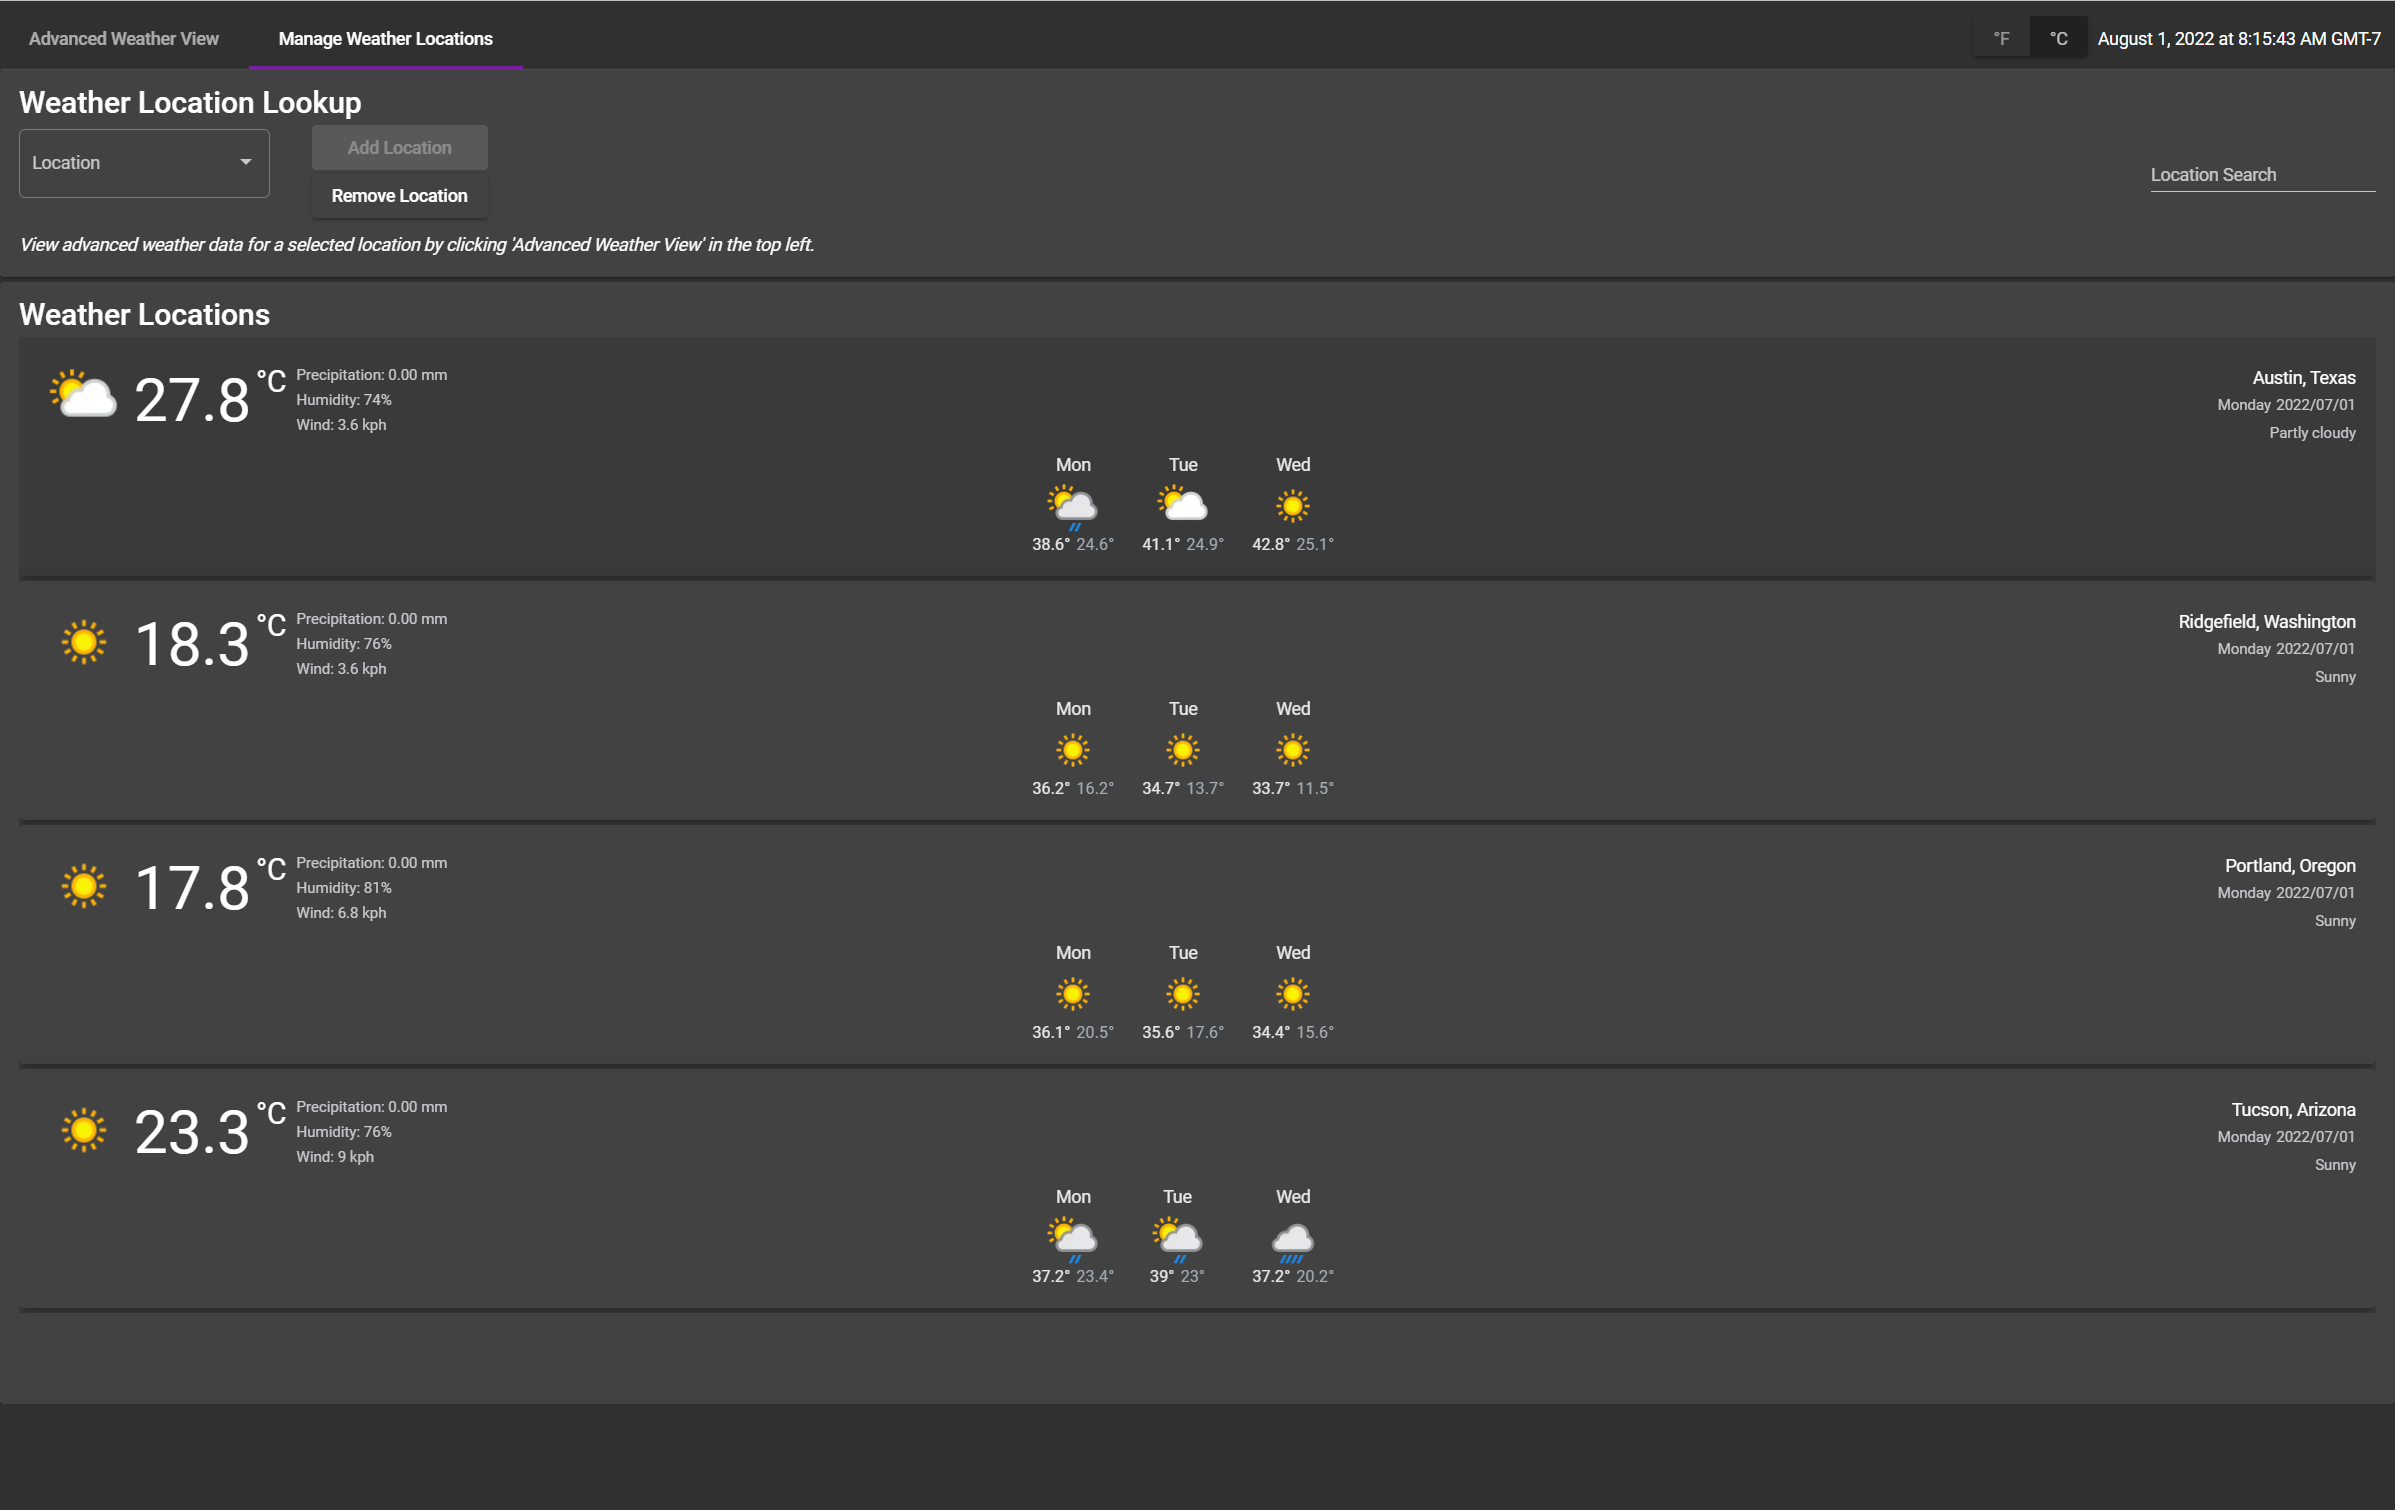 Advanced Weather View
Manage Weather Locations
°F
°C
August 1, 2022 at 8:15:43 AM GMT-7
Weather Location Lookup
Location
Add Location
Remove Location
Location Search
View advanced weather data for a selected location by clicking 'Advanced Weather View' in the top left.
Weather Locations
27.8 °C
Precipitation: 0.00 mm
Humidity: 74%
Wind: 3.6 kph
Austin, Texas
Monday 2022/07/01
Partly cloudy
Mon Tue Wed
38.6° 24.6° 41.1° 24.9° 42.8° 25.1°
18.3 °C
Precipitation: 0.00 mm
Humidity: 76%
Wind: 3.6 kph
Ridgefield, Washington
Monday 2022/07/01
Sunny
Mon Tue Wed
36.2° 16.2° 34.7° 13.7° 33.7° 11.5°
17.8 °C
Precipitation: 0.00 mm
Humidity: 81%
Wind: 6.8 kph
Portland, Oregon
Monday 2022/07/01
Sunny
Mon Tue Wed
36.1° 20.5° 35.6° 17.6° 34.4° 15.6°
23.3 °C
Precipitation: 0.00 mm
Humidity: 76%
Wind: 9 kph
Tucson, Arizona
Monday 2022/07/01
Sunny
Mon Tue Wed
37.2° 23.4° 39° 23° 37.2° 20.2°